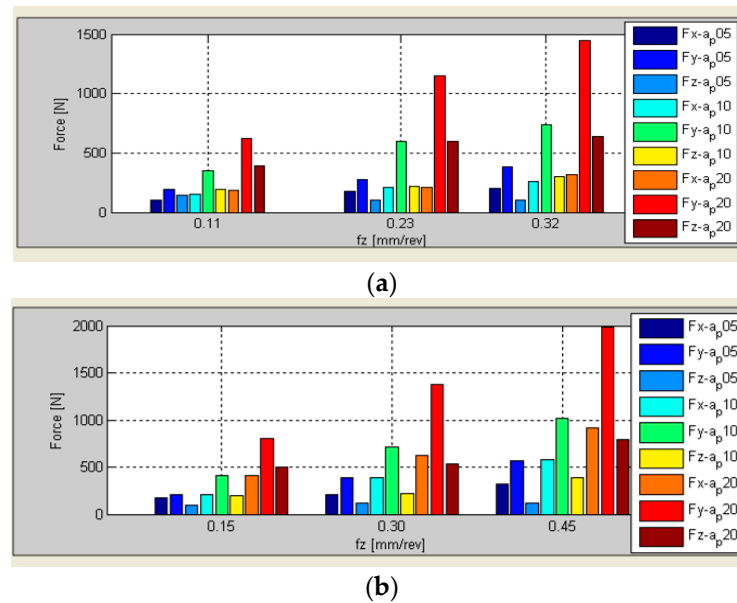 1500
1000
500
0
Force [N]
0.11
0.23
0.32
fz [mm/rev]
Fx-ap05
Fy-ap05
Fz-ap05
Fx-ap10
Fy-ap10
Fz-ap10
Fx-ap20
Fy-ap20
Fz-ap20
(a)
2000
1500
1000
500
0
Force [N]
0.15
0.30
0.45
fz [mm/rev]
Fx-ap05
Fy-ap05
Fz-ap05
Fx-ap10
Fy-ap10
Fz-ap10
Fx-ap20
Fy-ap20
Fz-ap20
(b)